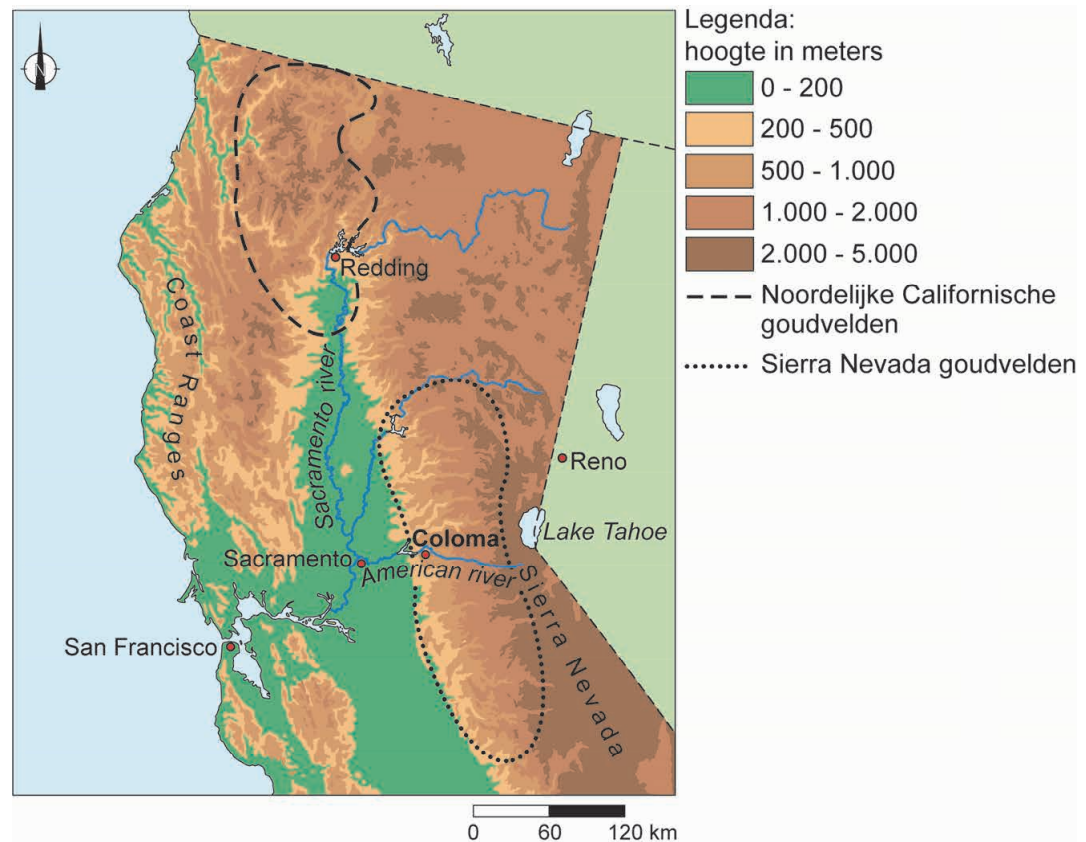 Legenda:
hoogte in meters
0 - 200
200 - 500
500 - 1.000
1.000 - 2.000
2.000 - 5.000
Noordelijke Californische
goudvelden
Sierra Nevada goudvelden
N
Redding
Coast Ranges
Sacramento river
Reno
Coloma
Lake Tahoe
Sacramento
American river
Sierra Nevada
San Francisco
0 60 120 km